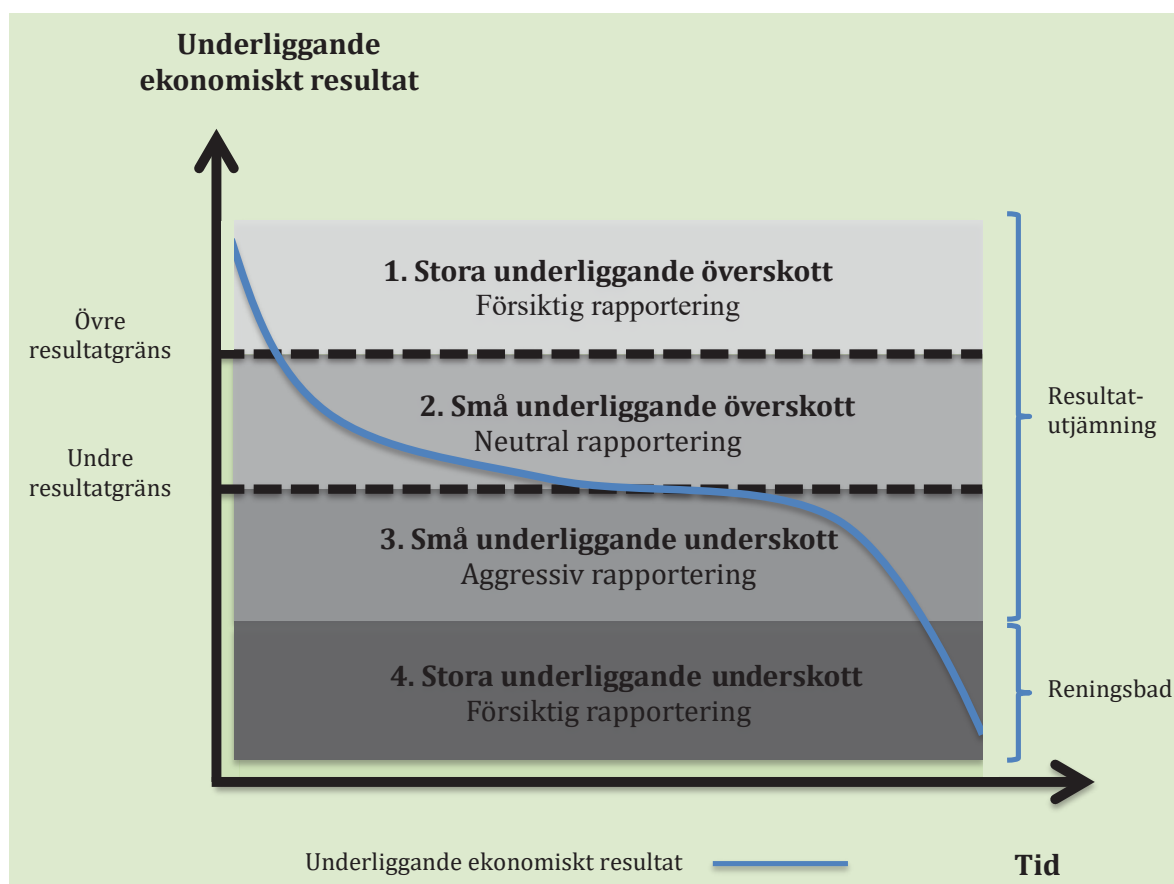 Underliggande
ekonomiskt resultat
1. Stora underliggande överskott
Försiktig rapportering
Övre
resultatgräns
2. Små underliggande överskott
Neutral rapportering
Resultat-
utjämning
Undre
resultatgräns
3. Små underliggande underskott
Aggressiv rapportering
4. Stora underliggande underskott
Försiktig rapportering
Reningsbad
Underliggande ekonomiskt resultat
Tid